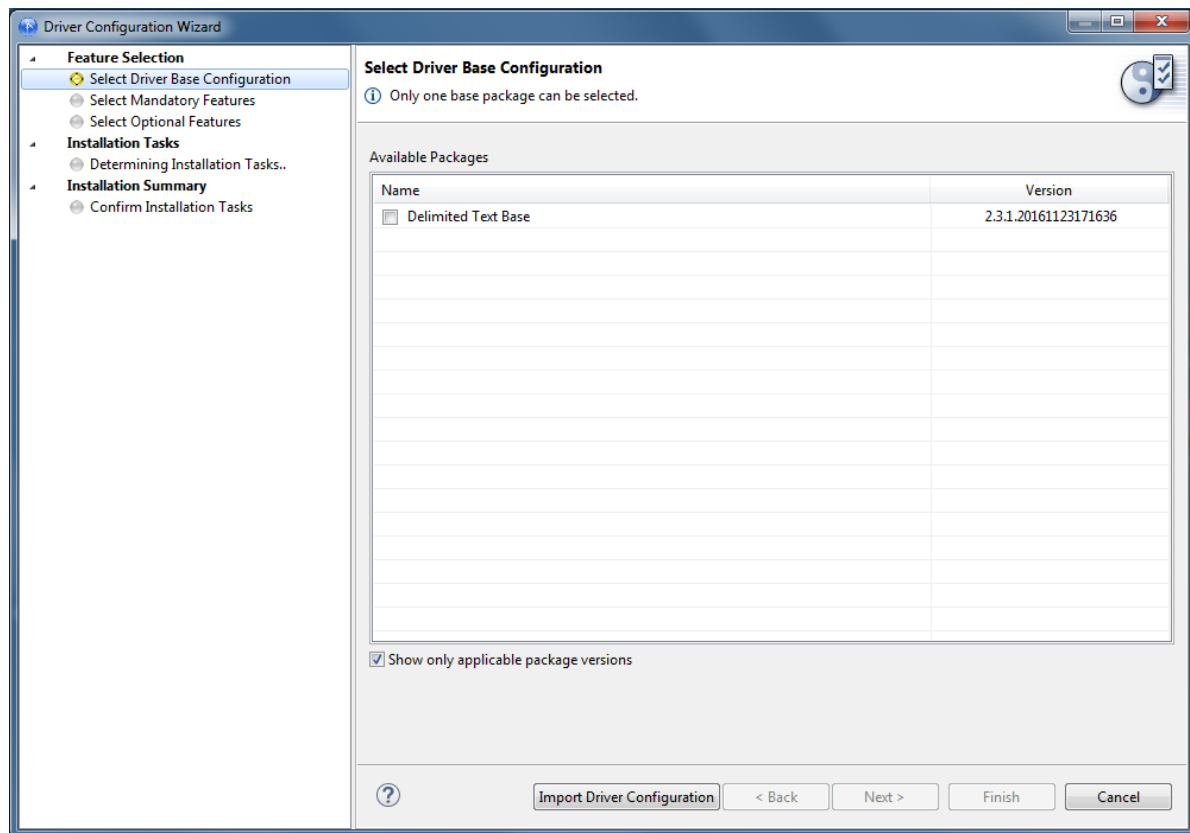 Driver Configuration Wizard
Feature Selection
Select Driver Base Configuration
Select Mandatory Features
Select Optional Features
Installation Tasks
Determining Installation Tasks..
Installation Summary
Confirm Installation Tasks
Select Driver Base Configuration
Only one base package can be selected.
Available Packages
Name Version
Delimited Text Base 2.3.1.20161123171636
Show only applicable package versions
Import Driver Configuration < Back Next > Finish Cancel